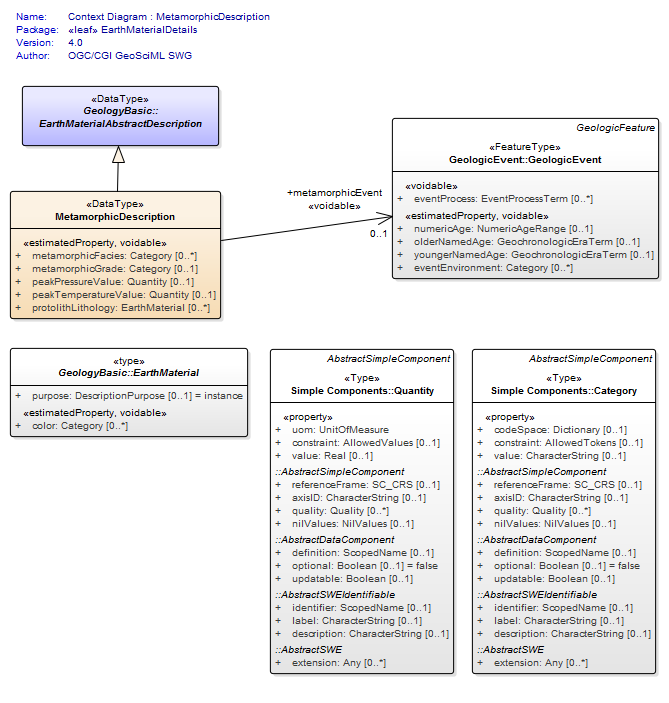 Name: Context Diagram : MetamorphicDescription
Package: «leaf» EarthMaterialDetails
Version: 4.0
Author: OGC/CGI GeoSciML SWG
«DataType»
GeologyBasic::
EarthMaterialAbstractDescription
GeologicFeature
«FeatureType»
GeologicEvent::GeologicEvent
«voidable»
+ eventProcess: EventProcessTerm [0..*]
«estimatedProperty, voidable»
+ numericAge: NumericAgeRange [0..1]
+ olderNamedAge: GeochronologicEraTerm [0..1]
+ youngerNamedAge: GeochronologicEraTerm [0..1]
+ eventEnvironment: Category [0..*]
+metamorphicEvent
«voidable»
0..1
«DataType»
MetamorphicDescription
«estimatedProperty, voidable»
+ metamorphicFacies: Category [0..*]
+ metamorphicGrade: Category [0..1]
+ peakPressureValue: Quantity [0..1]
+ peakTemperatureValue: Quantity [0..1]
+ protolithLithology: EarthMaterial [0..*]
«type»
GeologyBasic::EarthMaterial
+ purpose: DescriptionPurpose [0..1] = instance
«estimatedProperty, voidable»
+ color: Category [0..*]
AbstractSimpleComponent
«Type»
Simple Components::Quantity
«property»
+ uom: UnitOfMeasure
+ constraint: AllowedValues [0..1]
+ value: Real [0..1]
::AbstractSimpleComponent
+ referenceFrame: SC_CRS [0..1]
+ axisID: CharacterString [0..1]
+ quality: Quality [0..*]
+ nilValues: NilValues [0..1]
::AbstractDataComponent
+ definition: ScopedName [0..1]
+ optional: Boolean [0..1] = false
+ updatable: Boolean [0..1]
::AbstractSWEIdentifiable
+ identifier: ScopedName [0..1]
+ label: CharacterString [0..1]
+ description: CharacterString [0..1]
::AbstractSWE
+ extension: Any [0..*]
AbstractSimpleComponent
«Type»
Simple Components::Category
«property»
+ codeSpace: Dictionary [0..1]
+ constraint: AllowedTokens [0..1]
+ value: CharacterString [0..1]
::AbstractSimpleComponent
+ referenceFrame: SC_CRS [0..1]
+ axisID: CharacterString [0..1]
+ quality: Quality [0..*]
+ nilValues: NilValues [0..1]
::AbstractDataComponent
+ definition: ScopedName [0..1]
+ optional: Boolean [0..1] = false
+ updatable: Boolean [0..1]
::AbstractSWEIdentifiable
+ identifier: ScopedName [0..1]
+ label: CharacterString [0..1]
+ description: CharacterString [0..1]
::AbstractSWE
+ extension: Any [0..*]